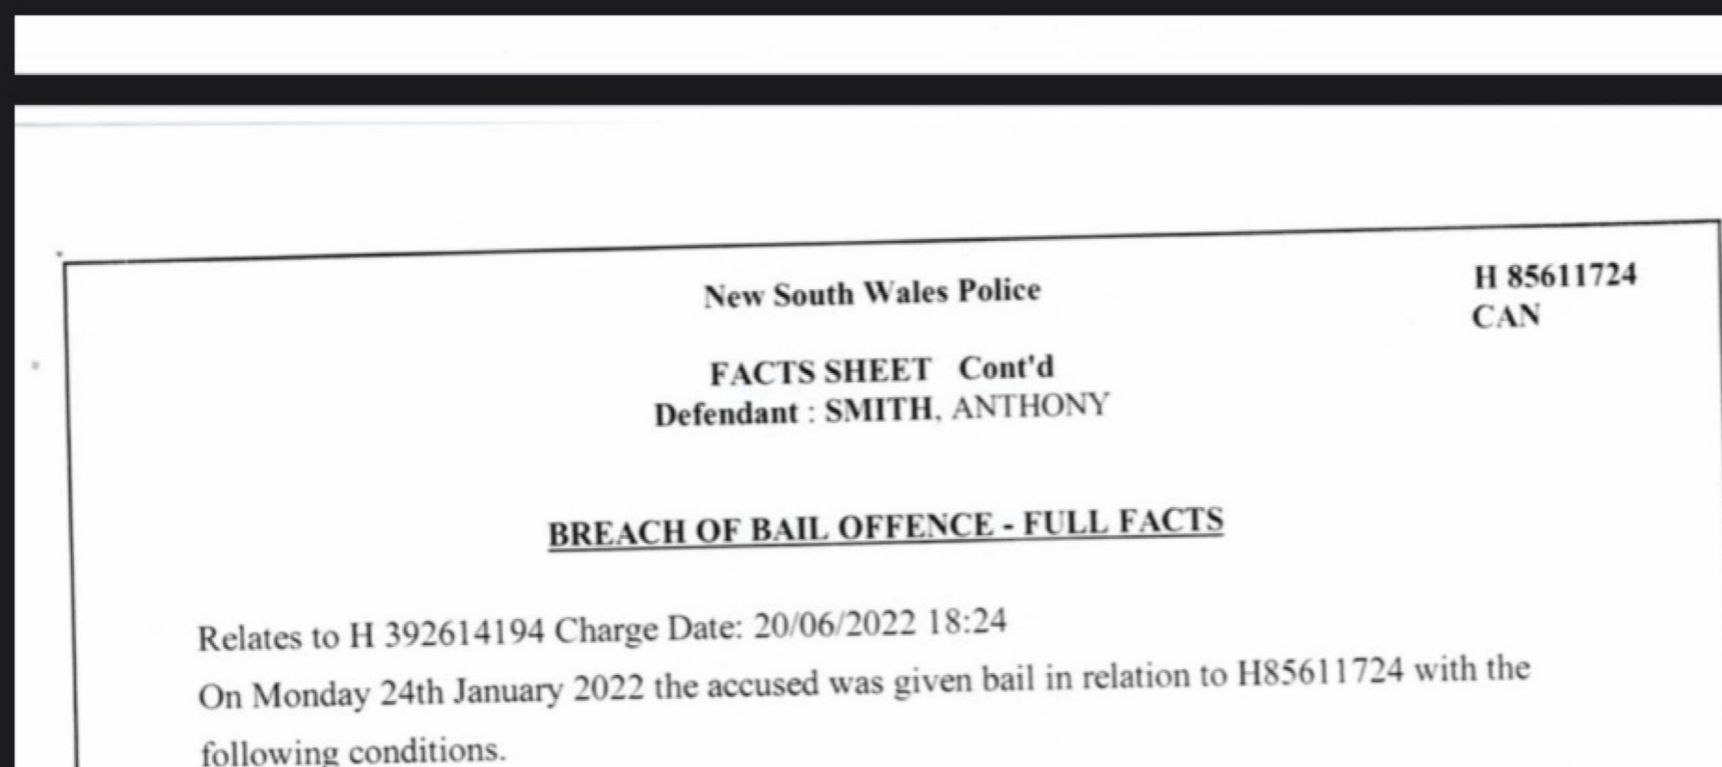 New South Wales Police
H 85611724
CAN
FACTS SHEET Cont'd
Defendant : SMITH, ANTHONY
BREACH OF BAIL OFFENCE - FULL FACTS
Relates to H 392614194 Charge Date: 20/06/2022 18:24
On Monday 24th January 2022 the accused was given bail in relation to H85611724 with the
following conditions.